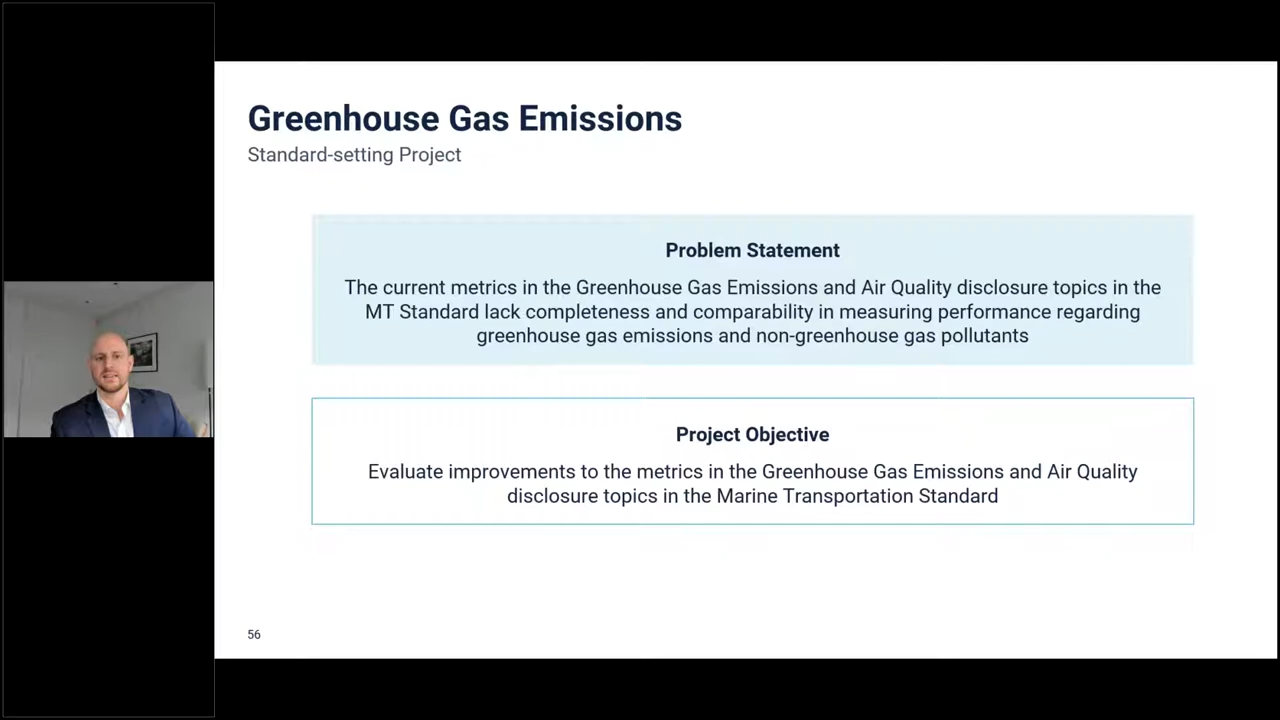 Greenhouse Gas Emissions
Standard-setting Project
Problem Statement
The current metrics in the Greenhouse Gas Emissions and Air Quality disclosure topics in the
MT Standard lack completeness and comparability in measuring performance regarding
greenhouse gas emissions and non-greenhouse gas pollutants
Project Objective
Evaluate improvements to the metrics in the Greenhouse Gas Emissions and Air Quality
disclosure topics in the Marine Transportation Standard
56